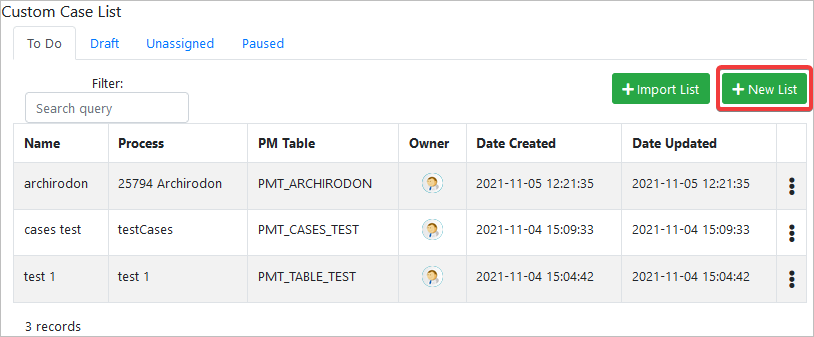 Custom Case List
To Do Draft Unassigned Paused
Filter:
Search query
Import List New List
Name Process PM Table Owner Date Created Date Updated
archirodon 25794 Archirodon PMT_ARCHIRODON 2021-11-05 12:21:35 2021-11-05 12:21:35
cases test testCases PMT_CASES_TEST 2021-11-04 15:09:33 2021-11-04 15:09:33
test 1 test 1 PMT_TABLE_TEST 2021-11-04 15:04:42 2021-11-04 15:04:42
3 records